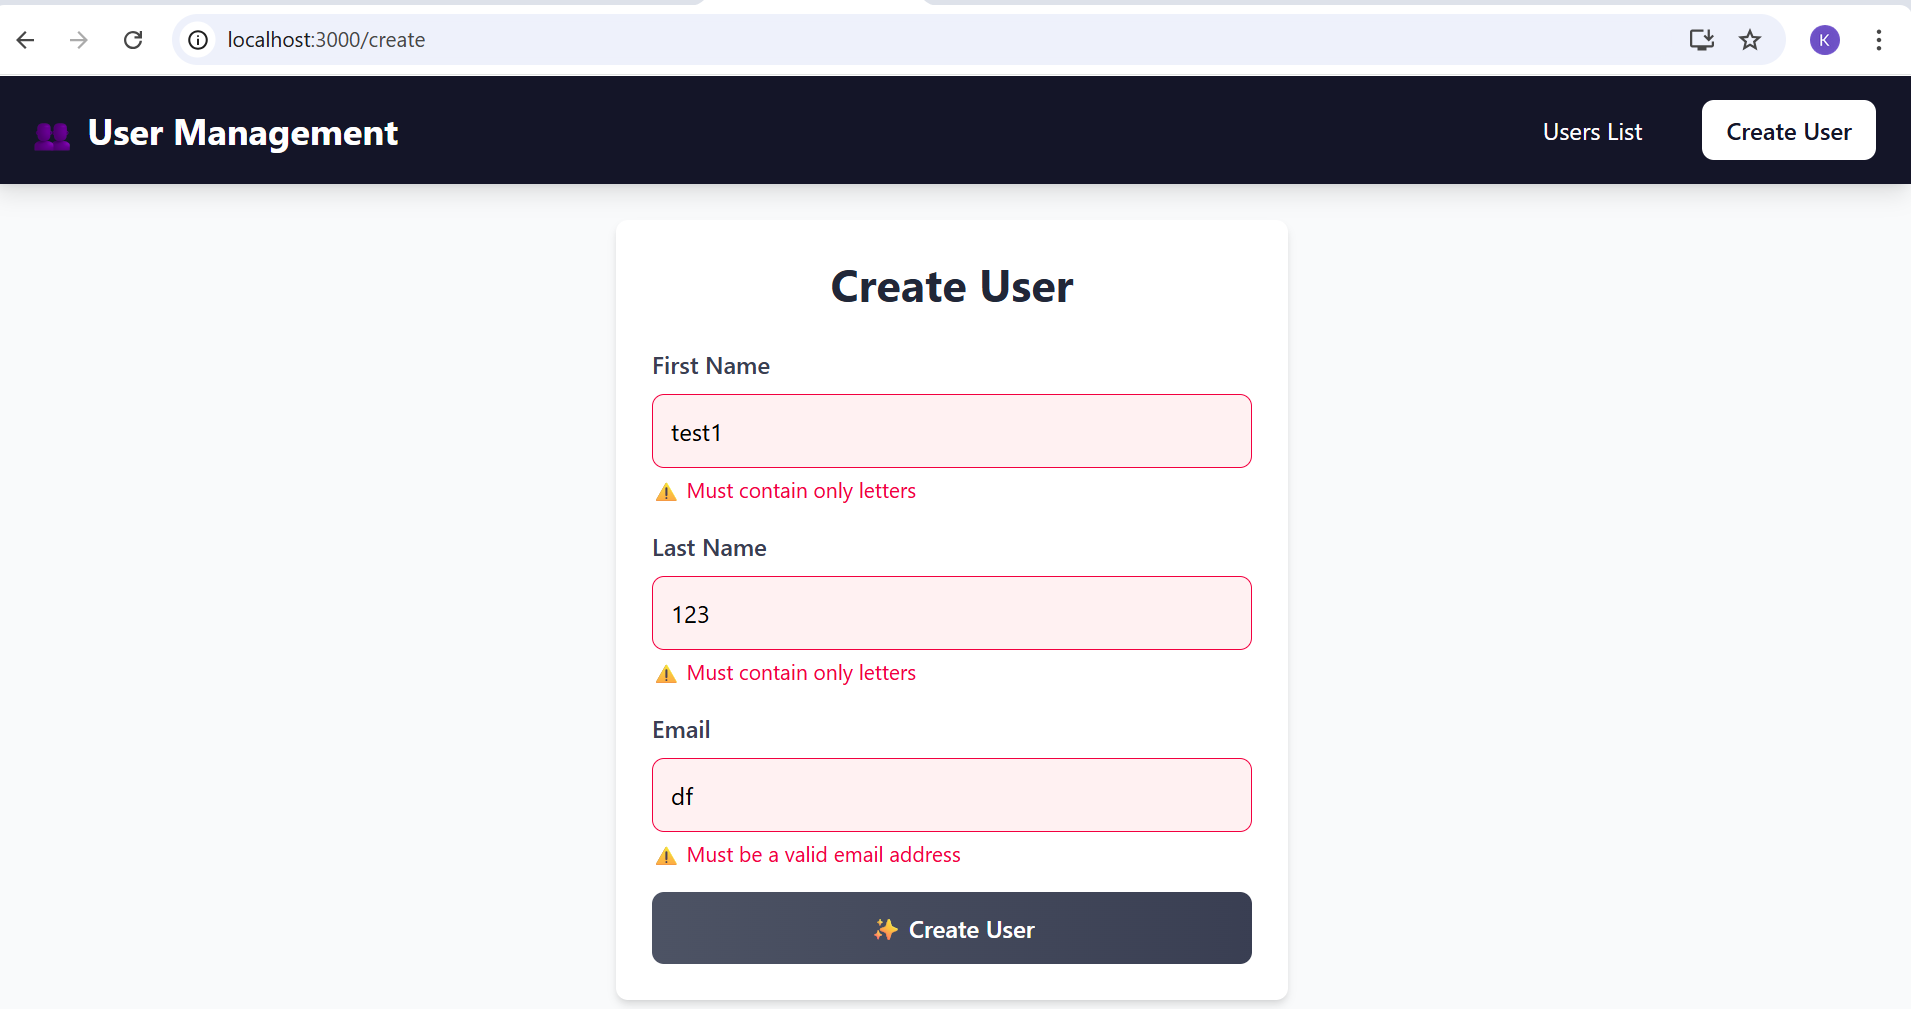 localhost:3000/create
K
User Management
Users List
Create User
Create User
First Name
test1
Must contain only letters
Last Name
123
Must contain only letters
Email
df
Must be a valid email address
Create User